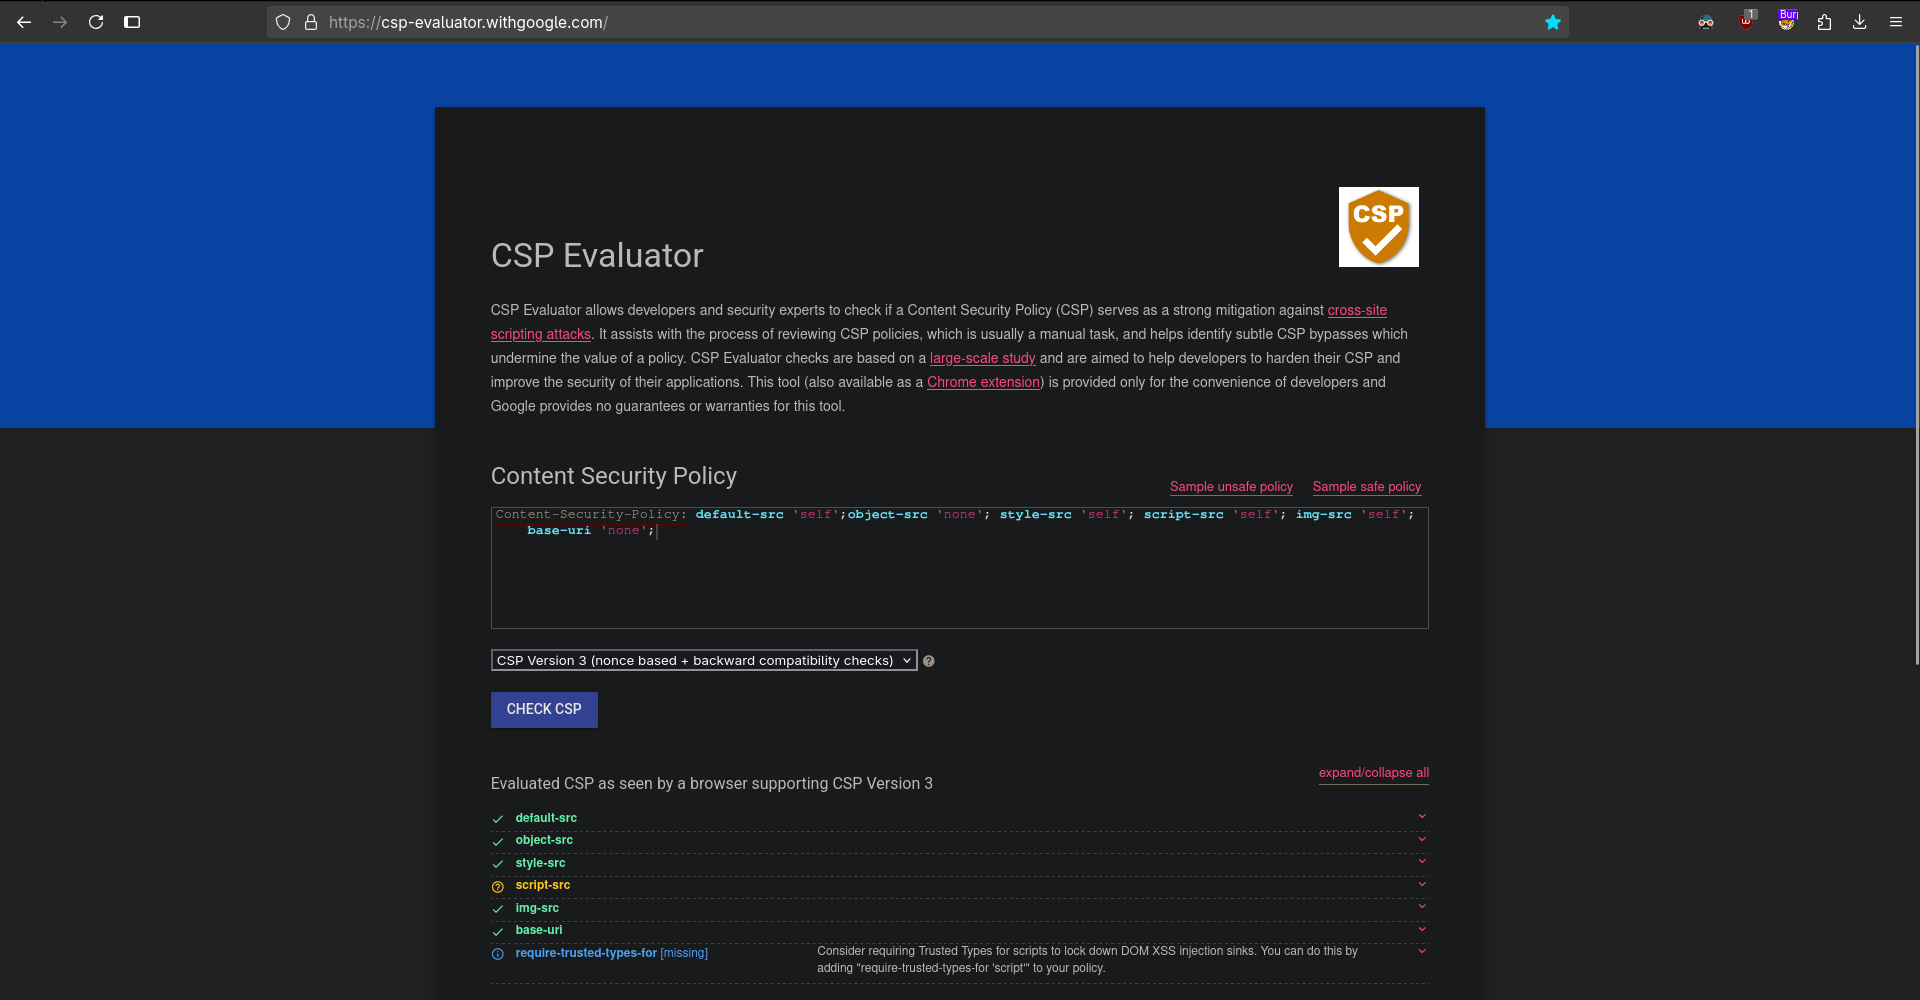 https://csp-evaluator.withgoogle.com/
1
Bur
CSP
CSP Evaluator
CSP Evaluator allows developers and security experts to check if a Content Security Policy (CSP) serves as a strong mitigation against cross-site
scripting attacks. It assists with the process of reviewing CSP policies, which is usually a manual task, and helps identify subtle CSP bypasses which
undermine the value of a policy. CSP Evaluator checks are based on a large-scale study and are aimed to help developers to harden their CSP and
improve the security of their applications. This tool (also available as a Chrome extension) is provided only for the convenience of developers and
Google provides no guarantees or warranties for this tool.
Content Security Policy
Sample unsafe policy Sample safe policy
Content-Security-Policy: default-src 'self';object-src 'none'; style-src 'self'; script-src 'self'; img-src 'self';
base-uri 'none';
CSP Version 3 (nonce based + backward compatibility checks)
?
CHECK CSP
Evaluated CSP as seen by a browser supporting CSP Version 3
expand/collapse all
default-src
object-src
style-src
script-src
img-src
base-uri
require-trusted-types-for [missing]
Consider requiring Trusted Types for scripts to lock down DOM XSS injection sinks. You can do this by
adding "require-trusted-types-for 'script'" to your policy.